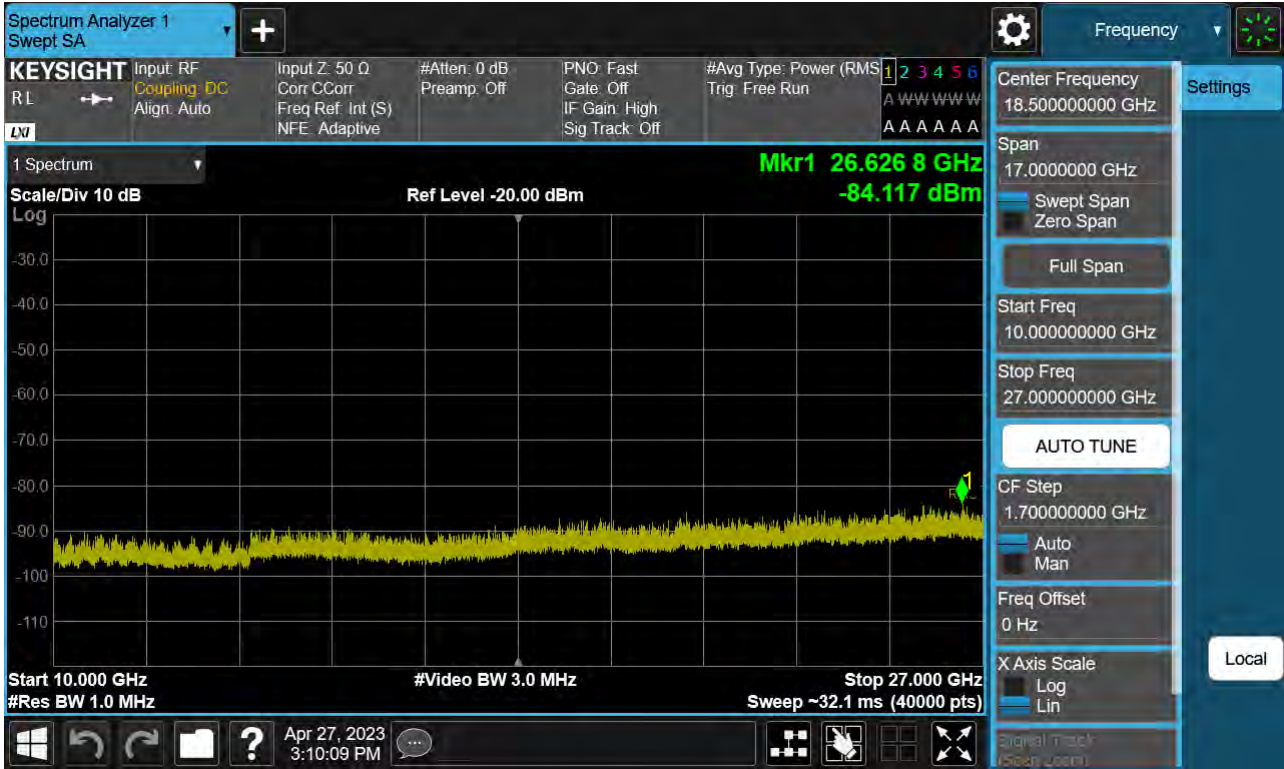 Spectrum Analyzer 1
Swept SA
+
Frequency
KEYSIGHT
RL
LXI
Input: RF
Coupling: DC
Align: Auto
Input Z: 50 Ω
Corr CCorr
Freq Ref: Int (S)
NFE: Adaptive
#Atten: 0 dB
Preamp: Off
PNO: Fast
Gate: Off
IF Gain: High
Sig Track: Off
#Avg Type: Power (RMS
Trig: Free Run
1 2 3 4 5 6
A W W W W W
A A A A A A
1 Spectrum
Scale/Div 10 dB
Log
Ref Level -20.00 dBm
Mkr1 26.626 8 GHz
-84.117 dBm
-30.0
-40.0
-50.0
-60.0
-70.0
-80.0
-90.0
-100
-110
1
Start 10.000 GHz
#Res BW 1.0 MHz
#Video BW 3.0 MHz
Stop 27.000 GHz
Sweep ~32.1 ms (40000 pts)
Center Frequency
18.500000000 GHz
Span
17.0000000 GHz
Swept Span
Zero Span
Full Span
Start Freq
10.000000000 GHz
Stop Freq
27.000000000 GHz
AUTO TUNE
CF Step
1.700000000 GHz
Auto
Man
Freq Offset
0 Hz
X Axis Scale
Log
Lin
Signal Track
(Span Zoom)
Settings
Local
?
Apr 27, 2023
3:10:09 PM